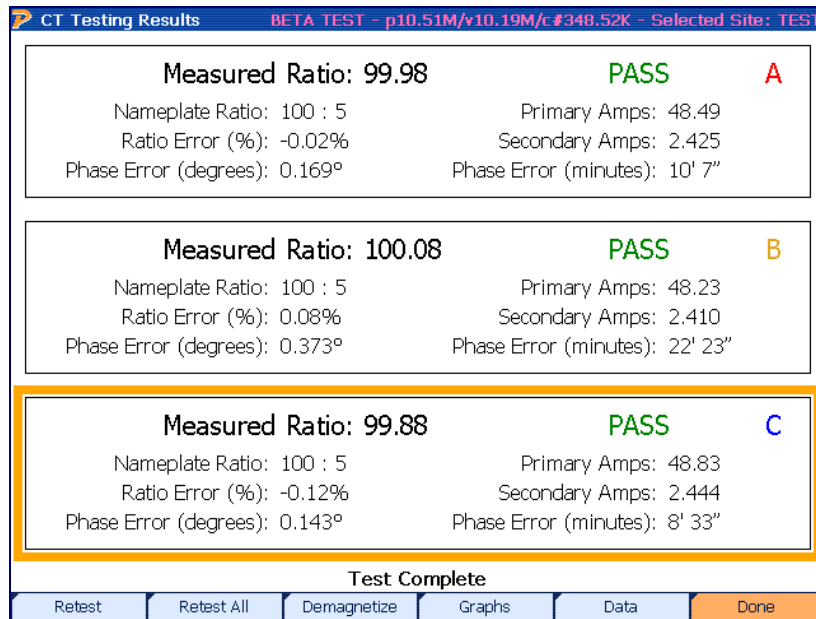 CT Testing Results BETA TEST - p10.51M/v10.19M/c#348.52K - Selected Site: TEST
Measured Ratio: 99.98 PASS A
Nameplate Ratio: 100 : 5 Primary Amps: 48.49
Ratio Error (%): -0.02% Secondary Amps: 2.425
Phase Error (degrees): 0.169º Phase Error (minutes): 10' 7”
Measured Ratio: 100.08 PASS B
Nameplate Ratio: 100 : 5 Primary Amps: 48.23
Ratio Error (%): 0.08% Secondary Amps: 2.410
Phase Error (degrees): 0.373º Phase Error (minutes): 22' 23”
Measured Ratio: 99.88 PASS C
Nameplate Ratio: 100 : 5 Primary Amps: 48.83
Ratio Error (%): -0.12% Secondary Amps: 2.444
Phase Error (degrees): 0.143º Phase Error (minutes): 8' 33”
Test Complete
Retest Retest All Demagnetize Graphs Data Done